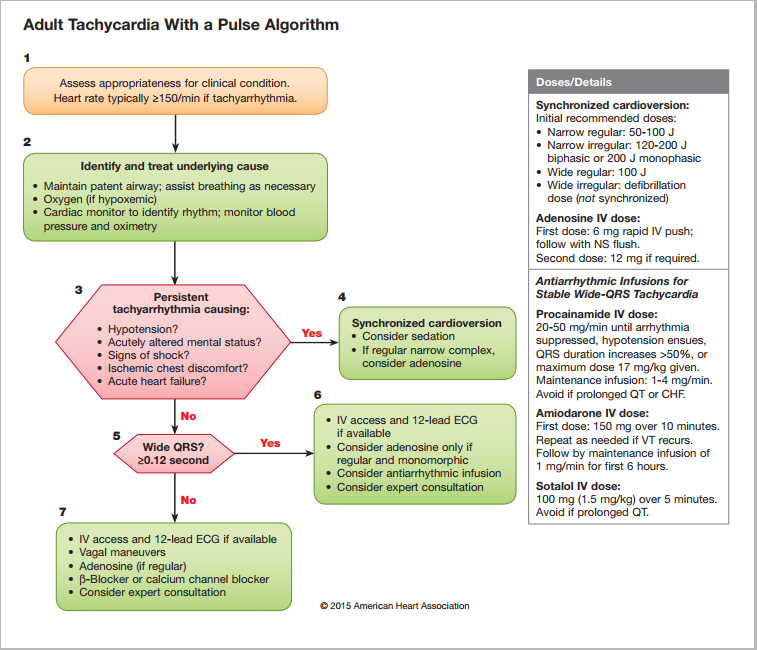 Adult Tachycardia With a Pulse Algorithm
1
Assess appropriateness for clinical condition.
Heart rate typically ≥150/min if tachyarrhythmia.
2
Identify and treat underlying cause
• Maintain patent airway; assist breathing as necessary
• Oxygen (if hypoxemic)
• Cardiac monitor to identify rhythm; monitor blood
pressure and oximetry
3
Persistent
tachyarrhythmia causing:
• Hypotension?
• Acutely altered mental status?
• Signs of shock?
• Ischemic chest discomfort?
• Acute heart failure?
Yes
4
Synchronized cardioversion
• Consider sedation
• If regular narrow complex,
consider adenosine
No
5
Wide QRS?
≥0.12 second
Yes
6
• IV access and 12-lead ECG
if available
• Consider adenosine only if
regular and monomorphic
• Consider antiarrhythmic infusion
• Consider expert consultation
No
7
• IV access and 12-lead ECG if available
• Vagal maneuvers
• Adenosine (if regular)
• β-Blocker or calcium channel blocker
• Consider expert consultation
Doses/Details
Synchronized cardioversion:
Initial recommended doses:
• Narrow regular: 50-100 J
• Narrow irregular: 120-200 J
biphasic or 200 J monophasic
• Wide regular: 100 J
• Wide irregular: defibrillation
dose (not synchronized)
Adenosine IV dose:
First dose: 6 mg rapid IV push;
follow with NS flush.
Second dose: 12 mg if required.
Antiarrhythmic Infusions for
Stable Wide-QRS Tachycardia
Procainamide IV dose:
20-50 mg/min until arrhythmia
suppressed, hypotension ensues,
QRS duration increases >50%, or
maximum dose 17 mg/kg given.
Maintenance infusion: 1-4 mg/min.
Avoid if prolonged QT or CHF.
Amiodarone IV dose:
First dose: 150 mg over 10 minutes.
Repeat as needed if VT recurs.
Follow by maintenance infusion of
1 mg/min for first 6 hours.
Sotalol IV dose:
100 mg (1.5 mg/kg) over 5 minutes.
Avoid if prolonged QT.
© 2015 American Heart Association